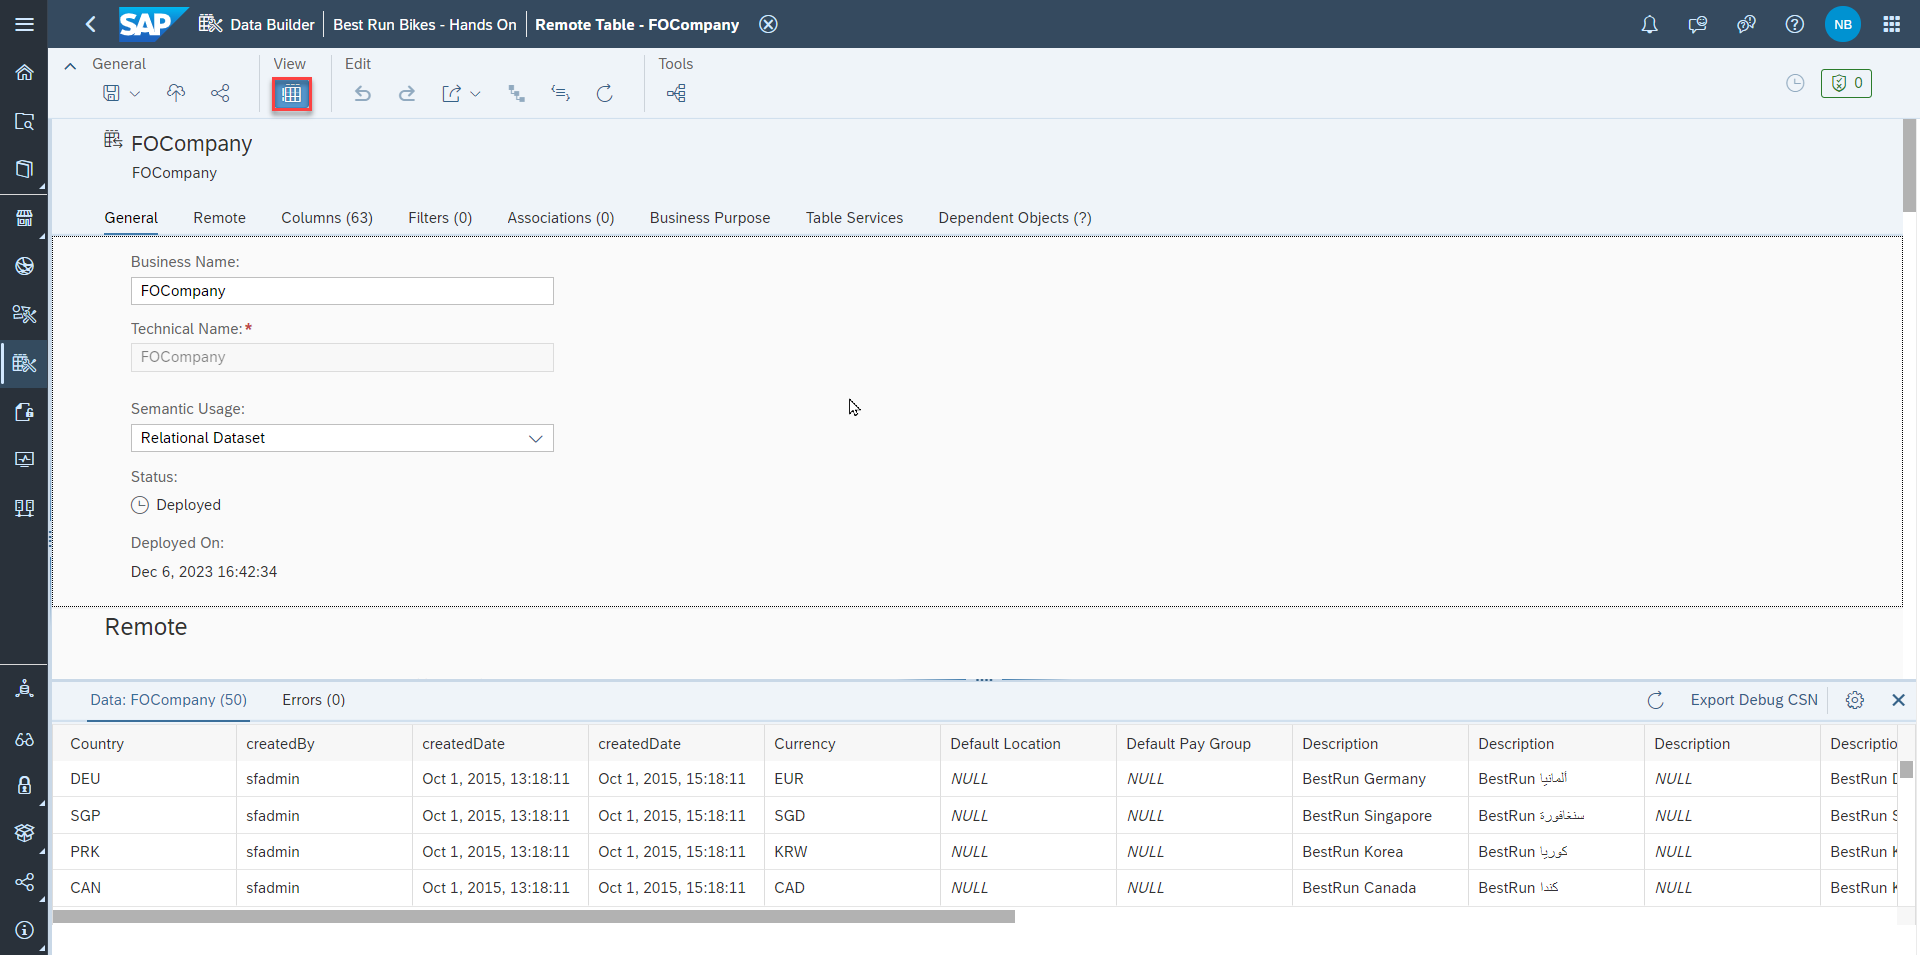 SAP Data Builder Best Run Bikes - Hands On Remote Table - FOCompany NB
General View Edit Tools
0
FOCompany
FOCompany
General Remote Columns (63) Filters (0) Associations (0) Business Purpose Table Services Dependent Objects (?)
Business Name:
FOCompany
Technical Name:*
FOCompany
Semantic Usage:
Relational Dataset
Status:
Deployed
Deployed On:
Dec 6, 2023 16:42:34
Remote
Data: FOCompany (50) Errors (0) Export Debug CSN
Country createdBy createdDate createdDate Currency Default Location Default Pay Group Description Description Description Descriptio
DEU sfadmin Oct 1, 2015, 13:18:11 Oct 1, 2015, 15:18:11 EUR NULL NULL BestRun Germany BestRun ألمانيا NULL BestRun D
SGP sfadmin Oct 1, 2015, 13:18:11 Oct 1, 2015, 15:18:11 SGD NULL NULL BestRun Singapore BestRun سنغافورة NULL BestRun S
PRK sfadmin Oct 1, 2015, 13:18:11 Oct 1, 2015, 15:18:11 KRW NULL NULL BestRun Korea BestRun كوريا NULL BestRun K
CAN sfadmin Oct 1, 2015, 13:18:11 Oct 1, 2015, 15:18:11 CAD NULL NULL BestRun Canada BestRun كندا NULL BestRun K